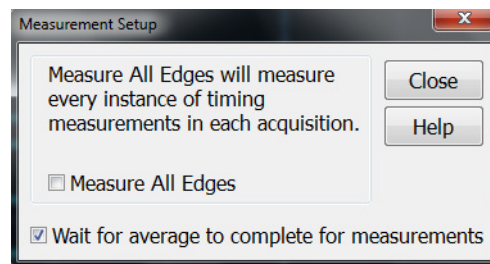 Measurement Setup
x
Measure All Edges will measure
every instance of timing
measurements in each acquisition.
Close
Help
Measure All Edges
Wait for average to complete for measurements